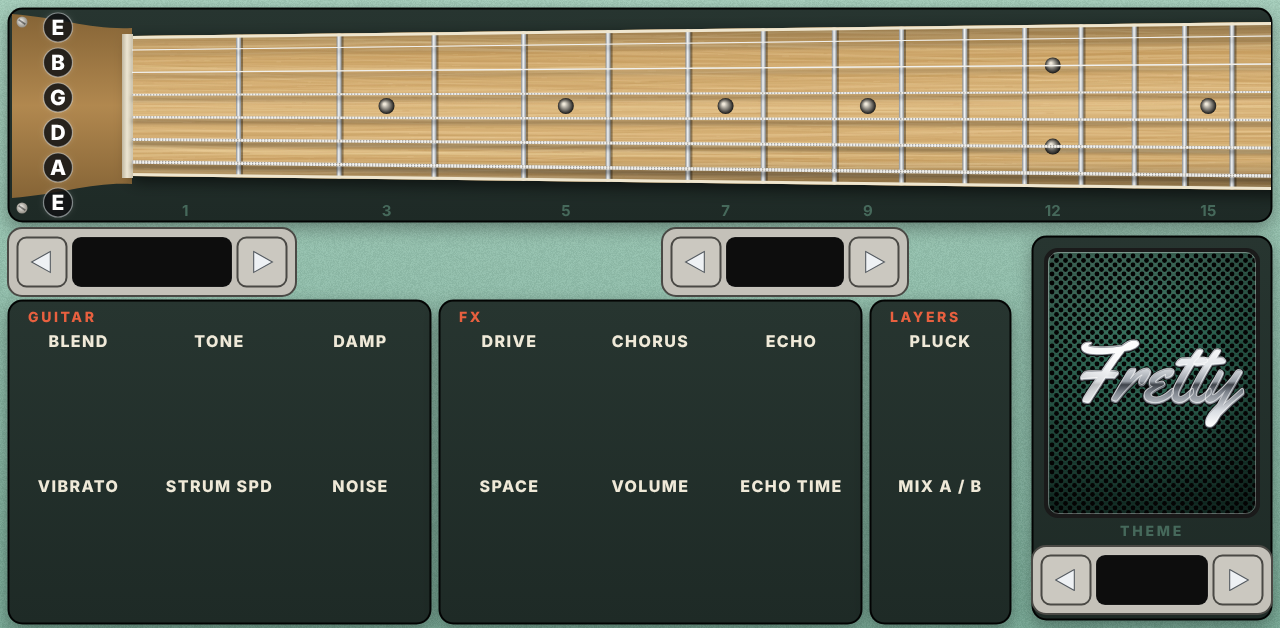 E
B
G
D
A
E
1 3 5 7 9 12 15
GUITAR
BLEND TONE DAMP
VIBRATO STRUM SPD NOISE
FX
DRIVE CHORUS ECHO
SPACE VOLUME ECHO TIME
LAYERS
PLUCK
MIX A / B
Fretty
THEME